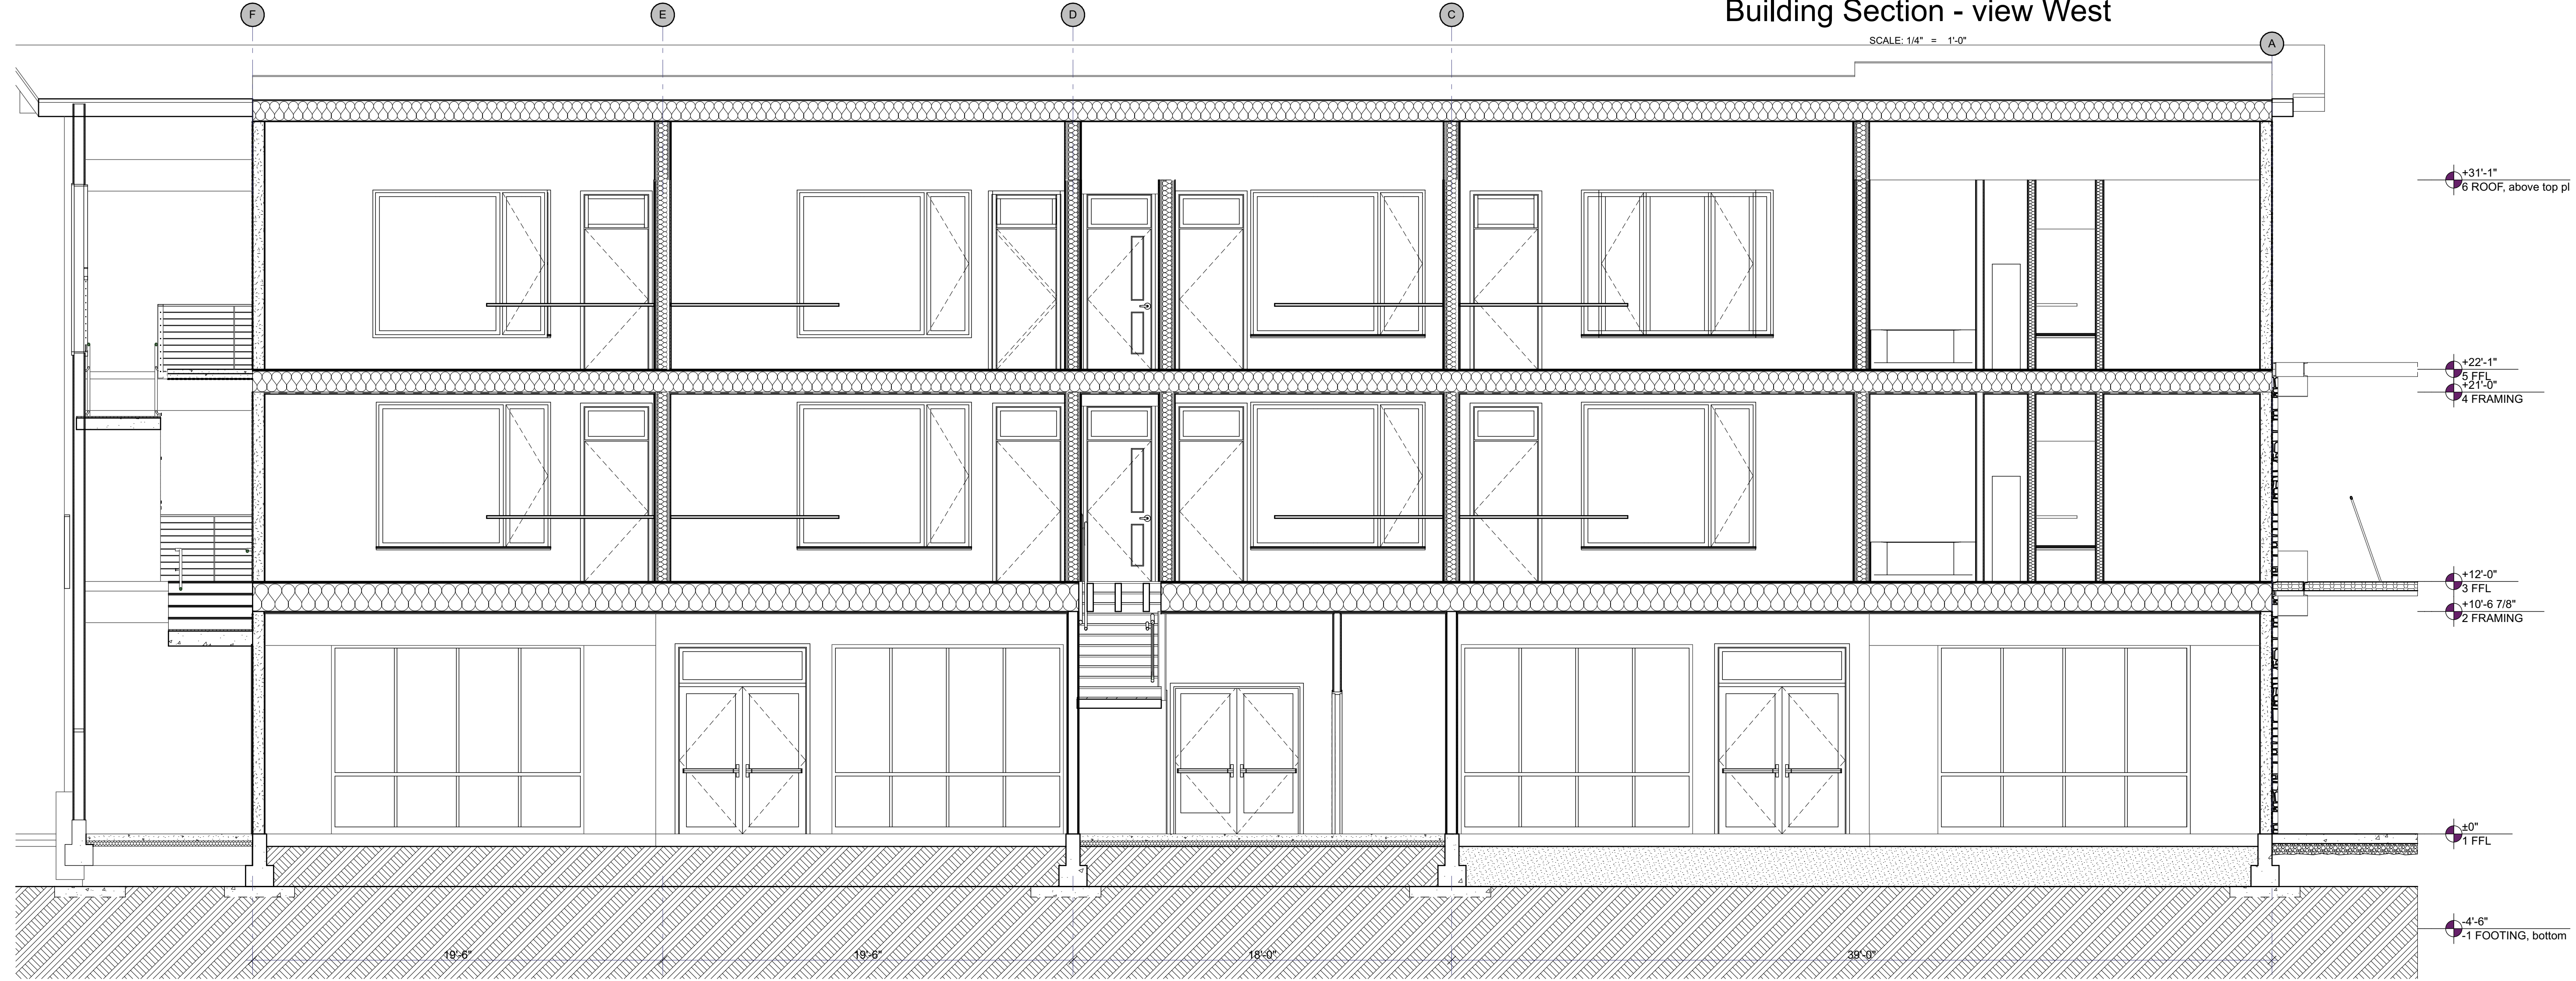 Building Section - view West
SCALE: 1/4" = 1'-0"
F
E
D
C
A
+31'-1"
6 ROOF, above top pl
+22'-1"
5 FFL
+21'-0"
4 FRAMING
+12'-0"
3 FFL
+10'-6 7/8"
2 FRAMING
±0"
1 FFL
-4'-6"
-1 FOOTING, bottom
19'-6"
19'-6"
18'-0"
39'-0"